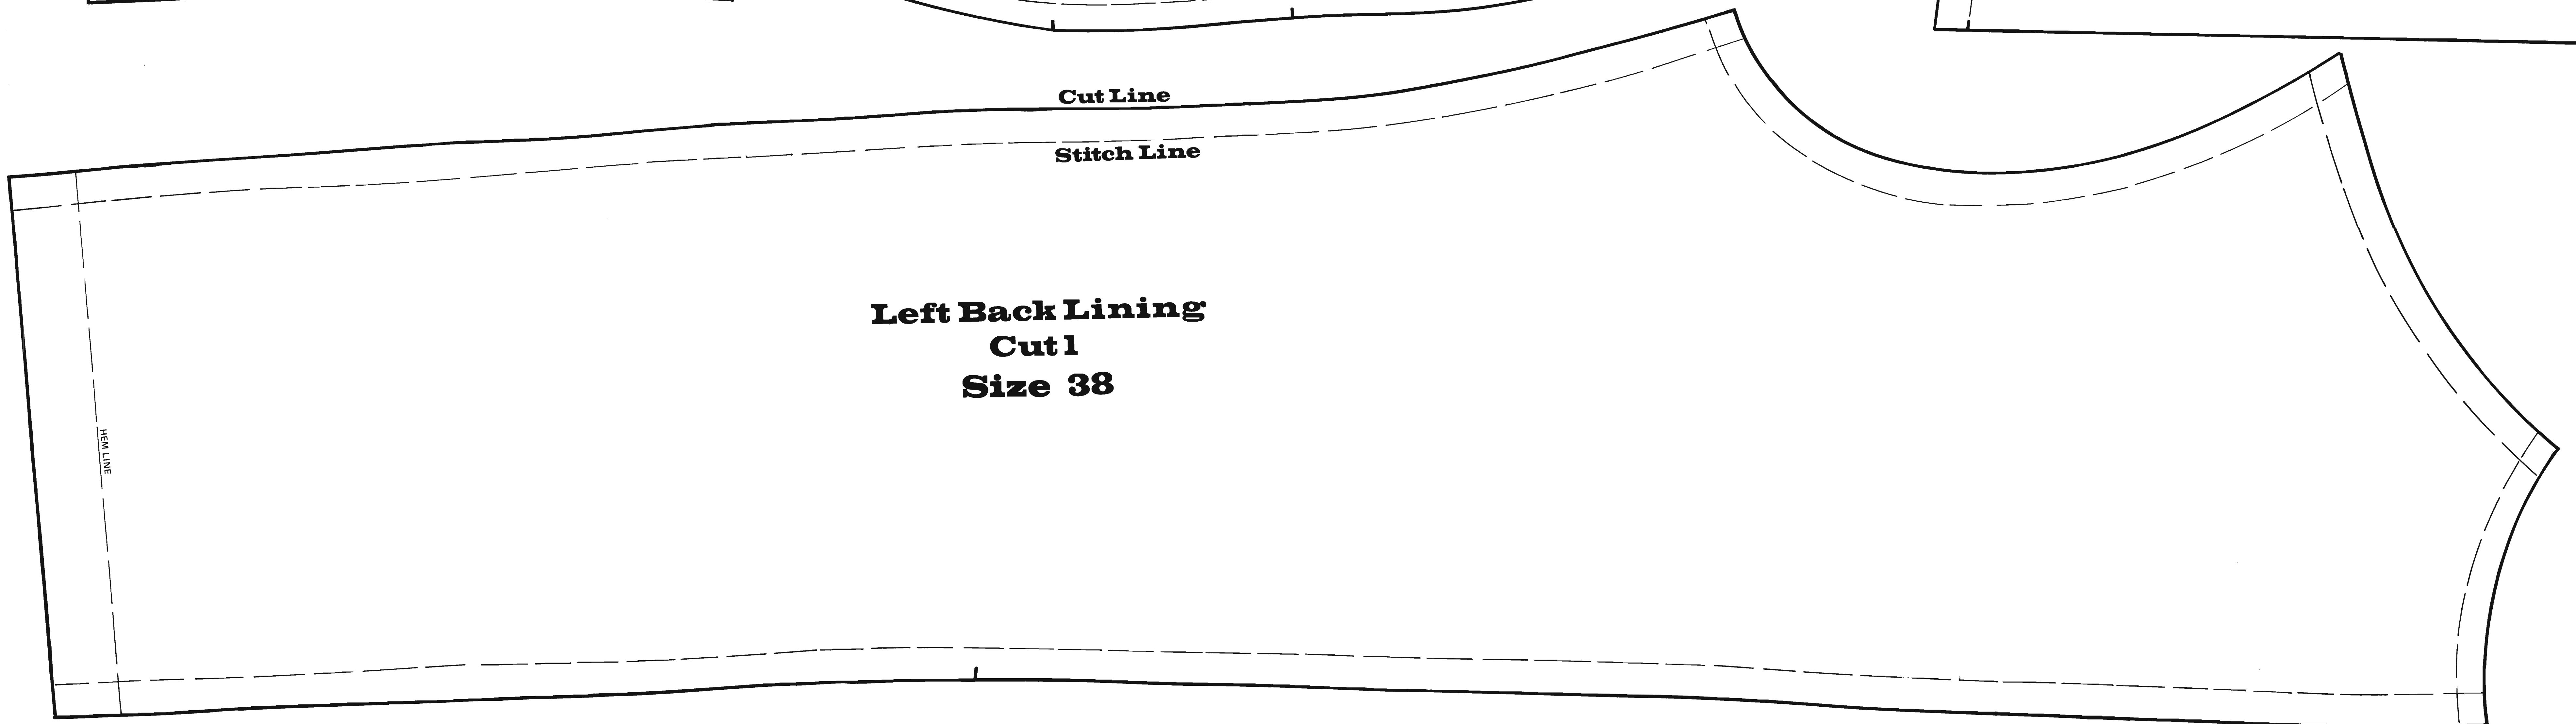 Cut Line
Stitch Line
Left Back Lining
Cut 1
Size 38
HEM LINE